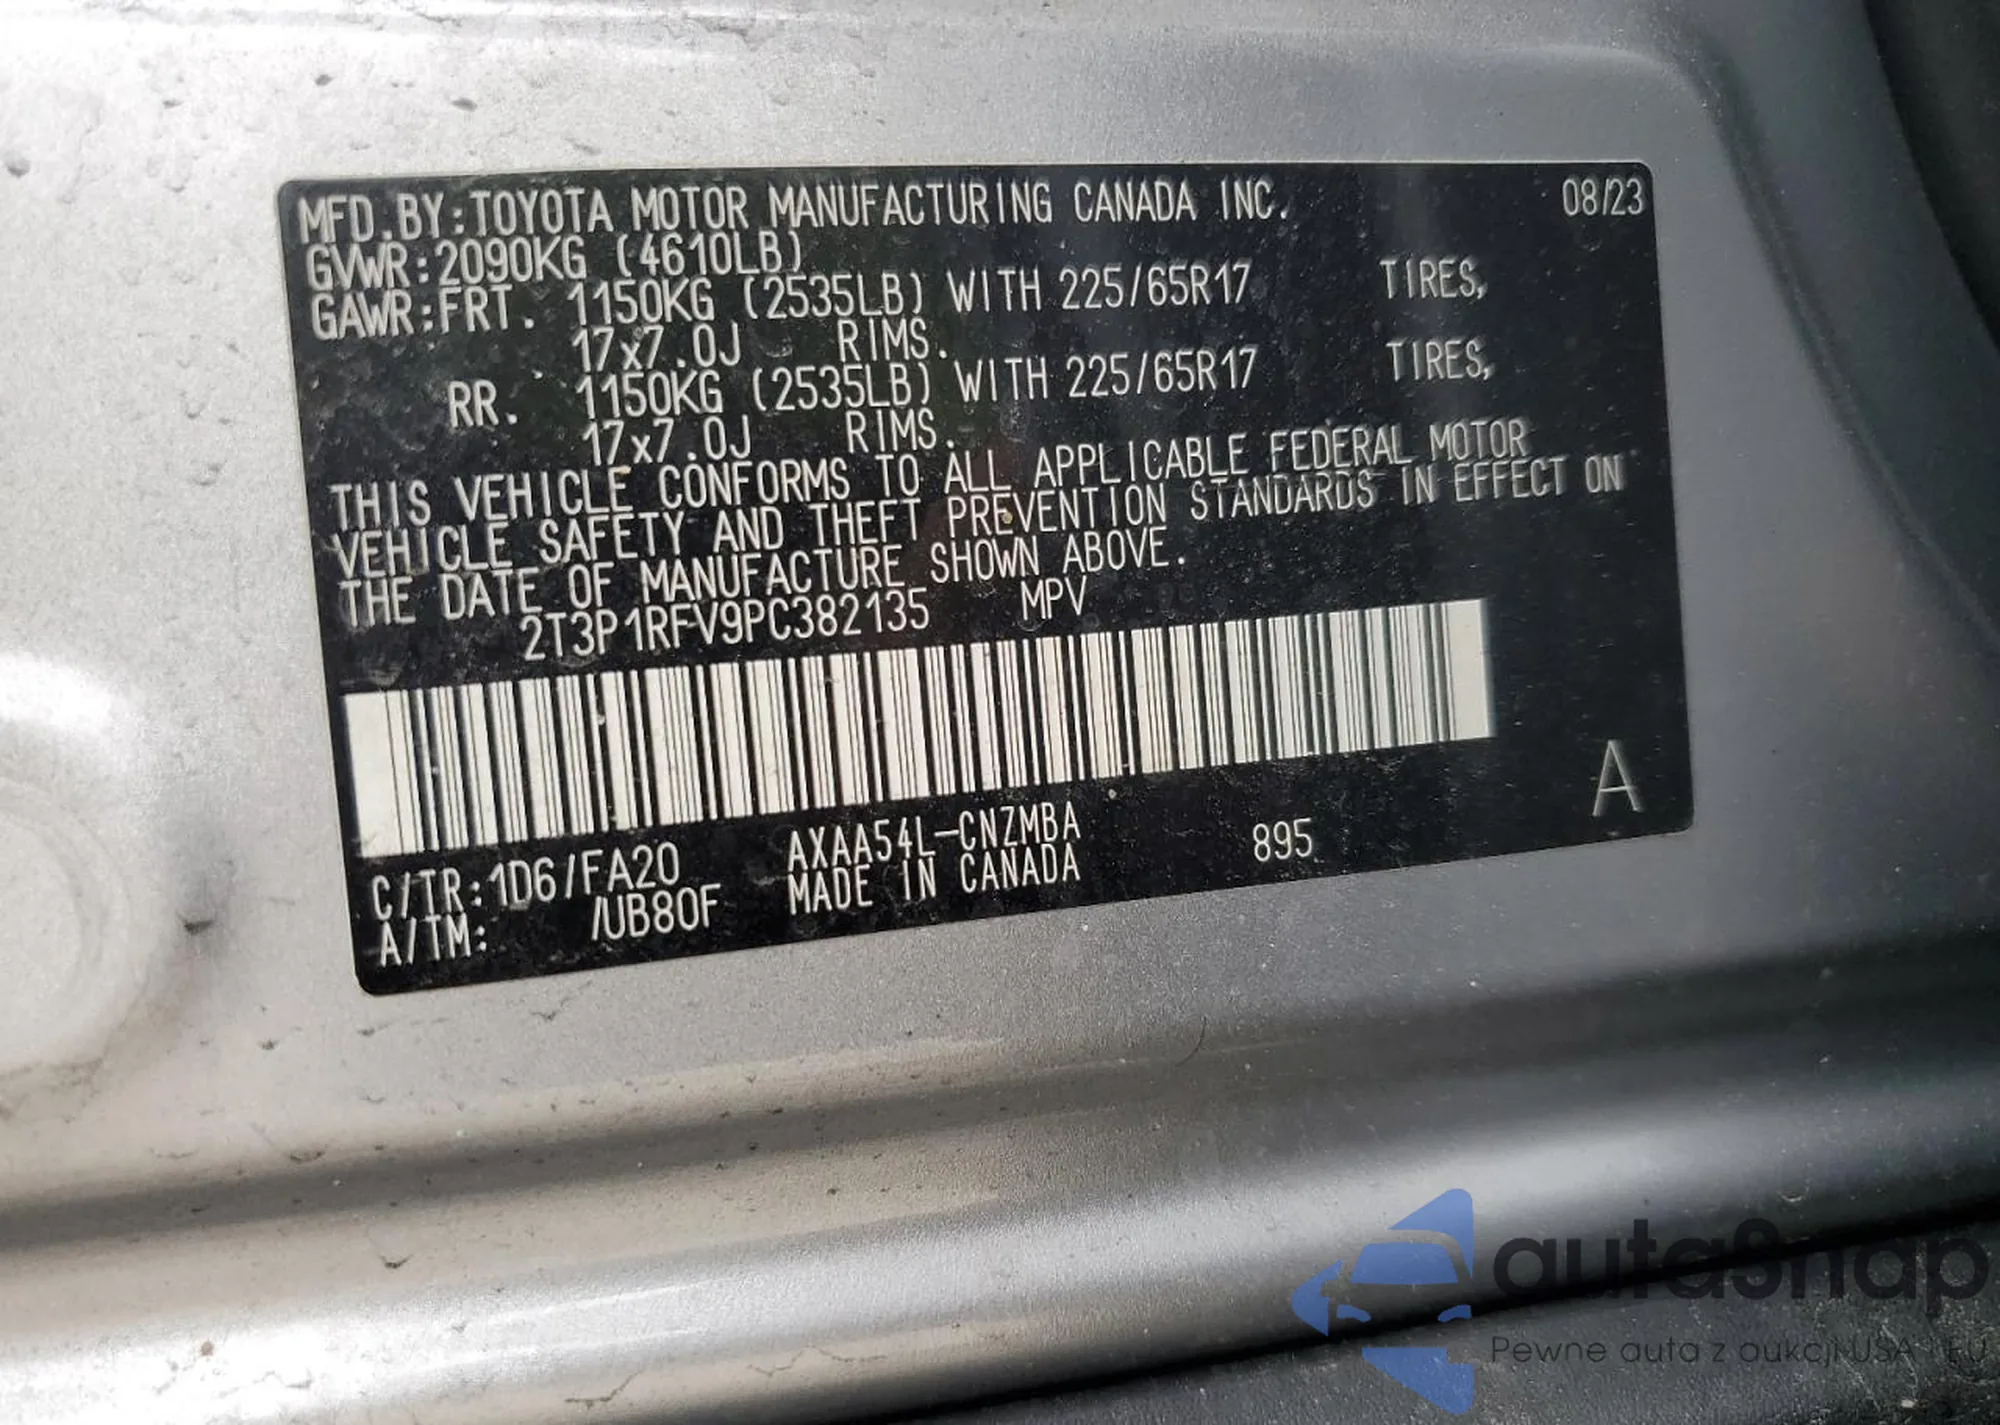 MFD.BY:TOYOTA MOTOR MANUFACTURING CANADA INC. 08/23
GVWR:2090KG (4610LB)
GAWR:FRT. 1150KG (2535LB) WITH 225/65R17 TIRES,
17x7.0J RIMS.
RR. 1150KG (2535LB) WITH 225/65R17 TIRES,
17x7.0J RIMS.
THIS VEHICLE CONFORMS TO ALL APPLICABLE FEDERAL MOTOR
VEHICLE SAFETY AND THEFT PREVENTION STANDARDS IN EFFECT ON
THE DATE OF MANUFACTURE SHOWN ABOVE.
2T3P1RFV9PC382135 MPV
A
C/TR:1D6/FA20 AXAA54L-CNZMBA 895
A/TM: /UB80F MADE IN CANADA
autaSnap
Pewne auta z aukcji USA i EU